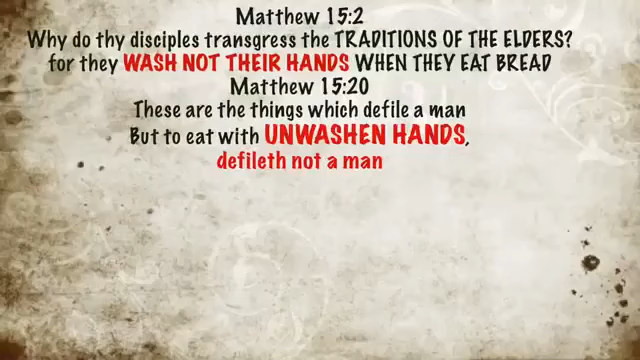 Matthew 15:2
Why do thy disciples transgress the TRADITIONS OF THE ELDERS?
for they WASH NOT THEIR HANDS WHEN THEY EAT BREAD
Matthew 15:20
These are the things which defile a man
But to eat with UNWASHEN HANDS,
defileth not a man